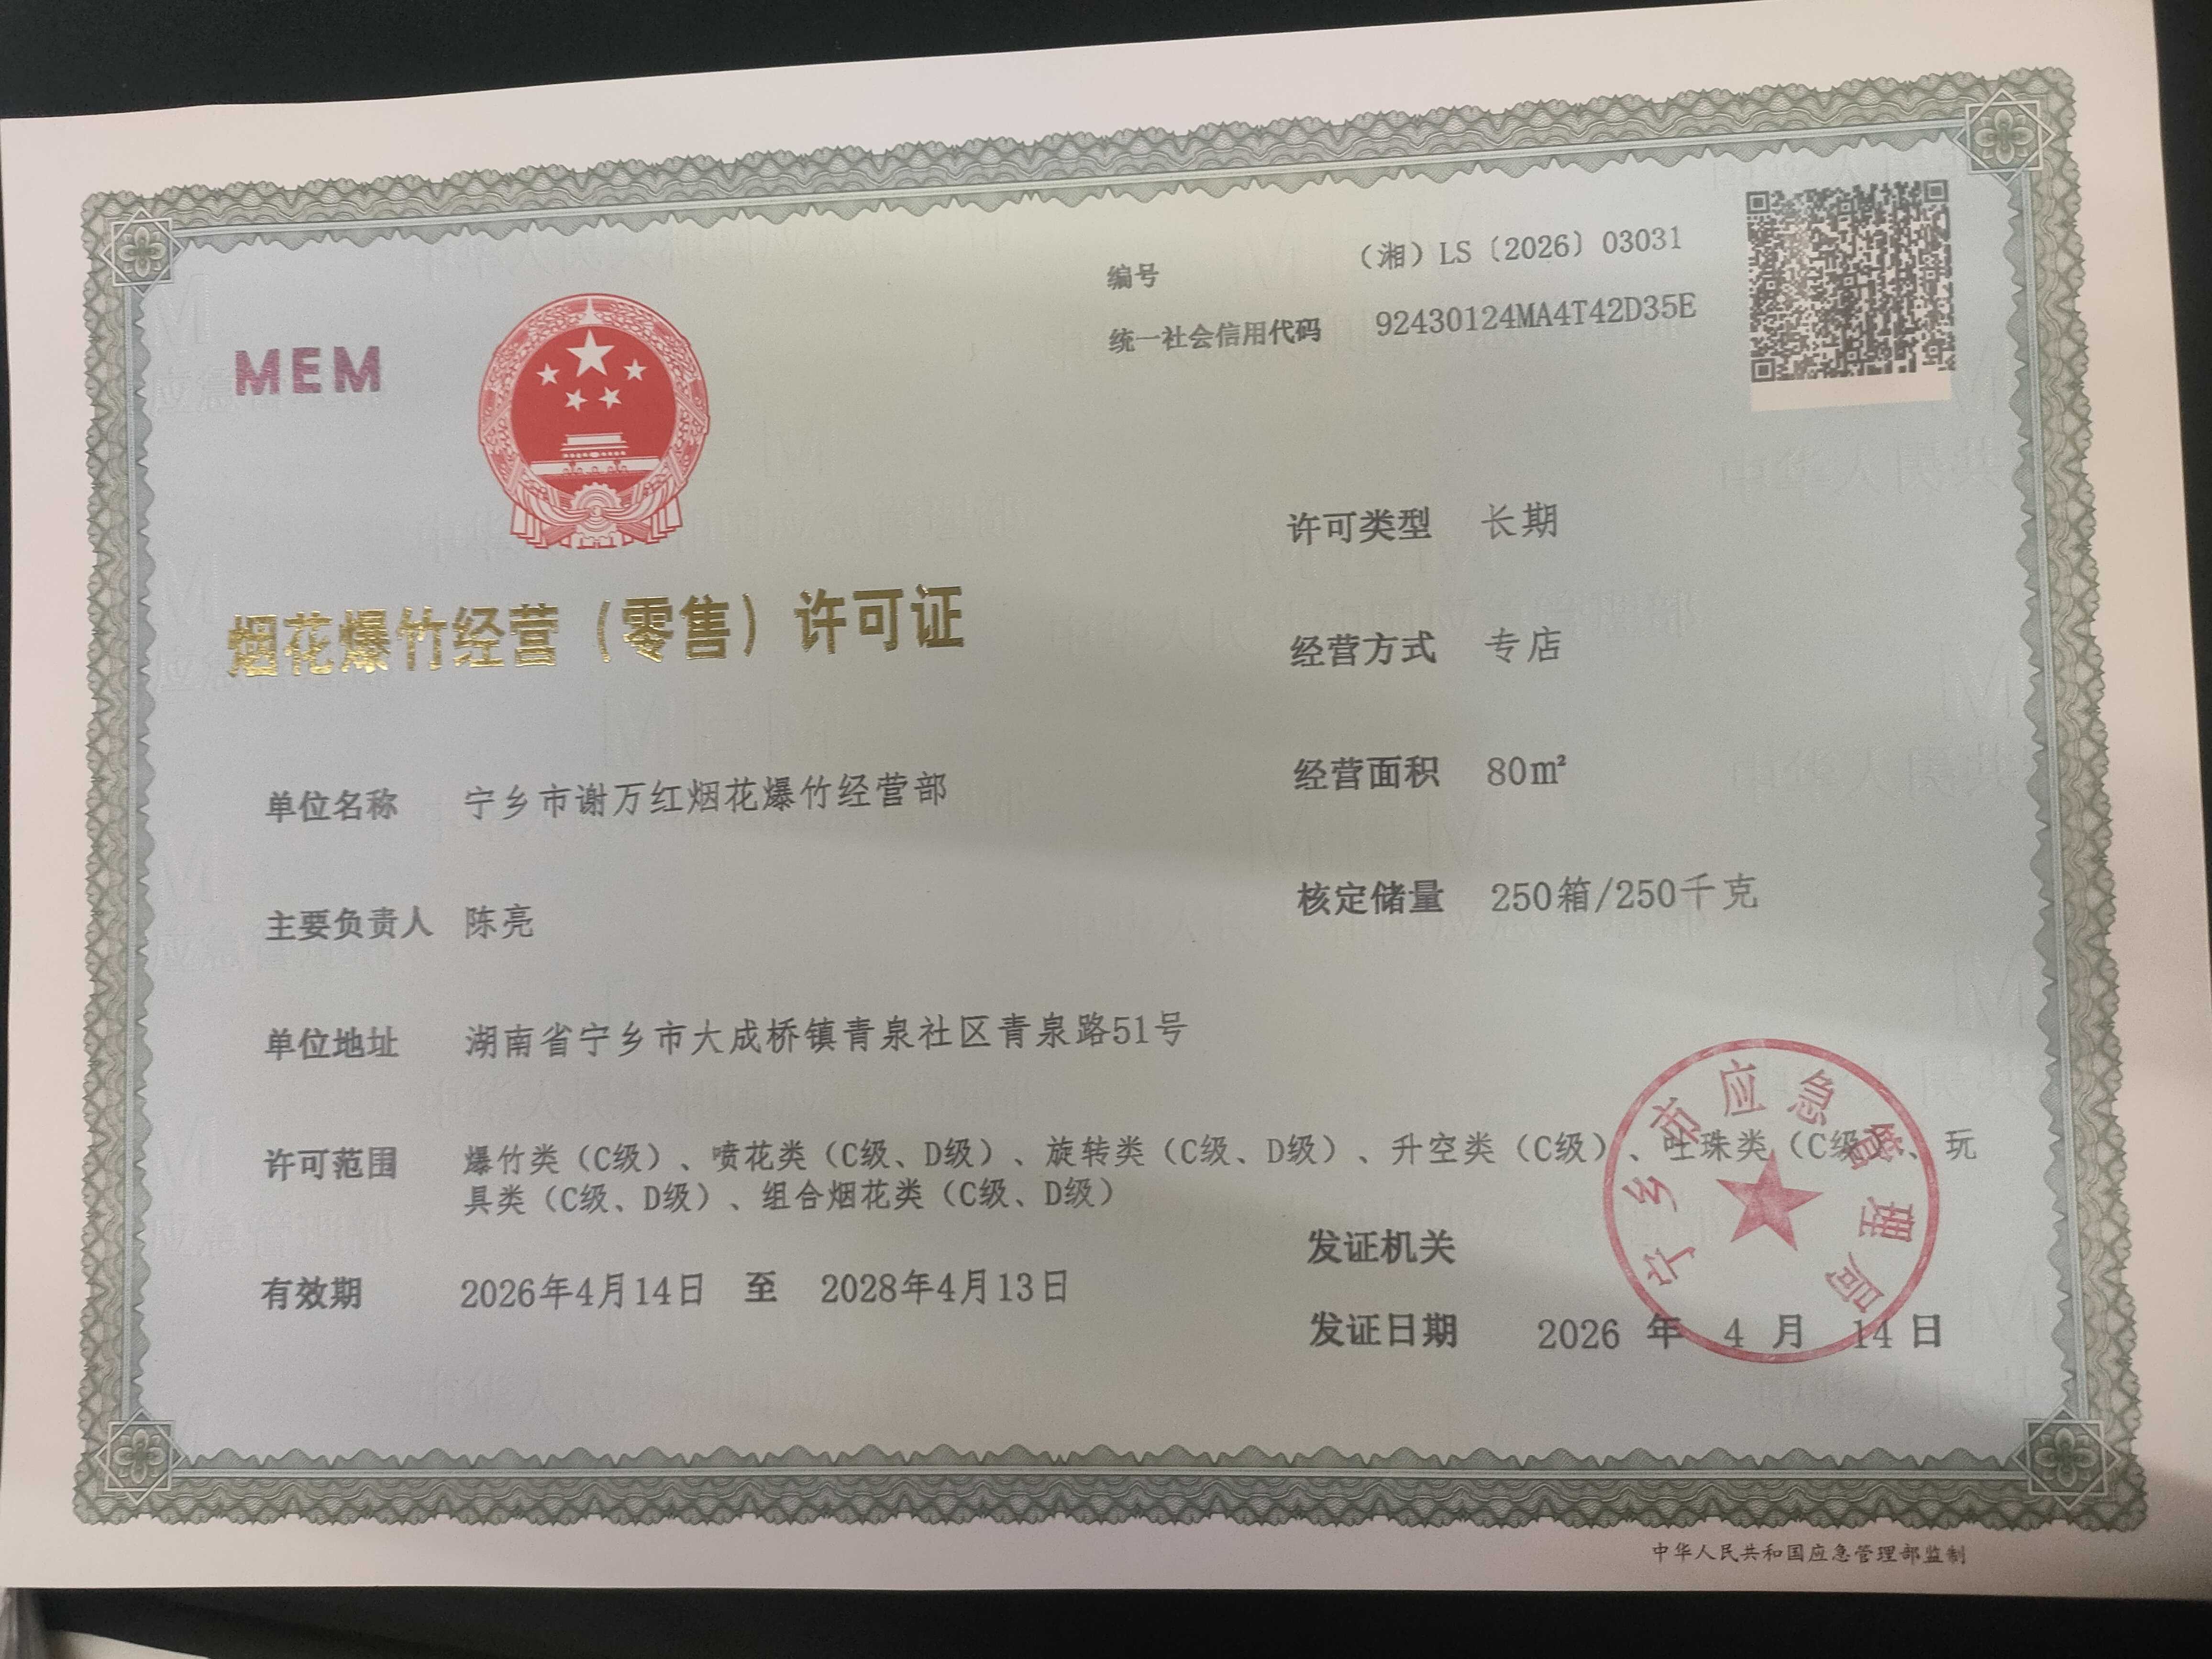 编号 （湘）LS〔2026〕03031
统一社会信用代码 92430124MA4T42D35E
MEM
烟花爆竹经营（零售）许可证
许可类型 长期
经营方式 专店
经营面积 80㎡
核定储量 250箱/250千克
单位名称 宁乡市谢万红烟花爆竹经营部
主要负责人 陈亮
单位地址 湖南省宁乡市大成桥镇青泉社区青泉路51号
许可范围 爆竹类（C级）、喷花类（C级、D级）、旋转类（C级、D级）、升空类（C级）、吐珠类（C级）、玩
具类（C级、D级）、组合烟花类（C级、D级）
有效期 2026年4月14日 至 2028年4月13日
发证机关
宁乡市应急管理局
发证日期 2026 年 4 月 14 日
中华人民共和国应急管理部监制